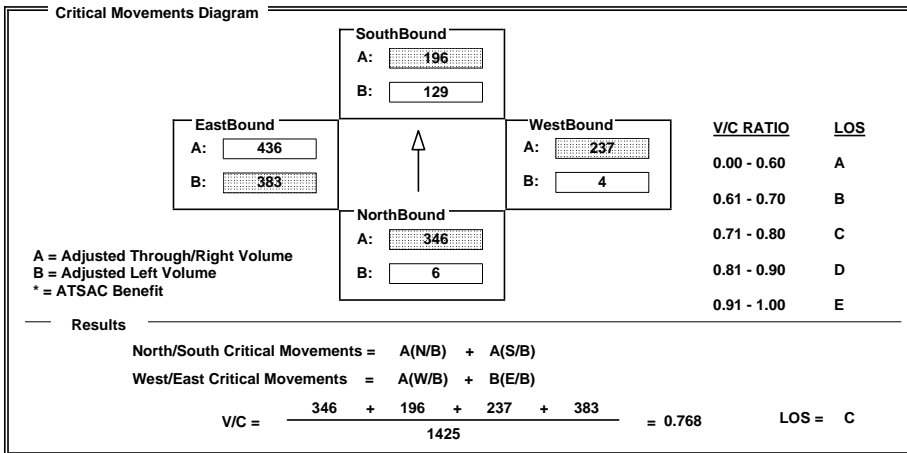 Critical Movements Diagram
SouthBound
A: 196
B: 129
EastBound
A: 436
B: 383
WestBound
A: 237
B: 4
NorthBound
A: 346
B: 6
V/C RATIO LOS
0.00 - 0.60 A
0.61 - 0.70 B
0.71 - 0.80 C
0.81 - 0.90 D
0.91 - 1.00 E
A = Adjusted Through/Right Volume
B = Adjusted Left Volume
* = ATSAC Benefit
Results
North/South Critical Movements = A(N/B) + A(S/B)
West/East Critical Movements = A(W/B) + B(E/B)
V/C = 346 + 196 + 237 + 383 = 0.768 LOS = C
1425